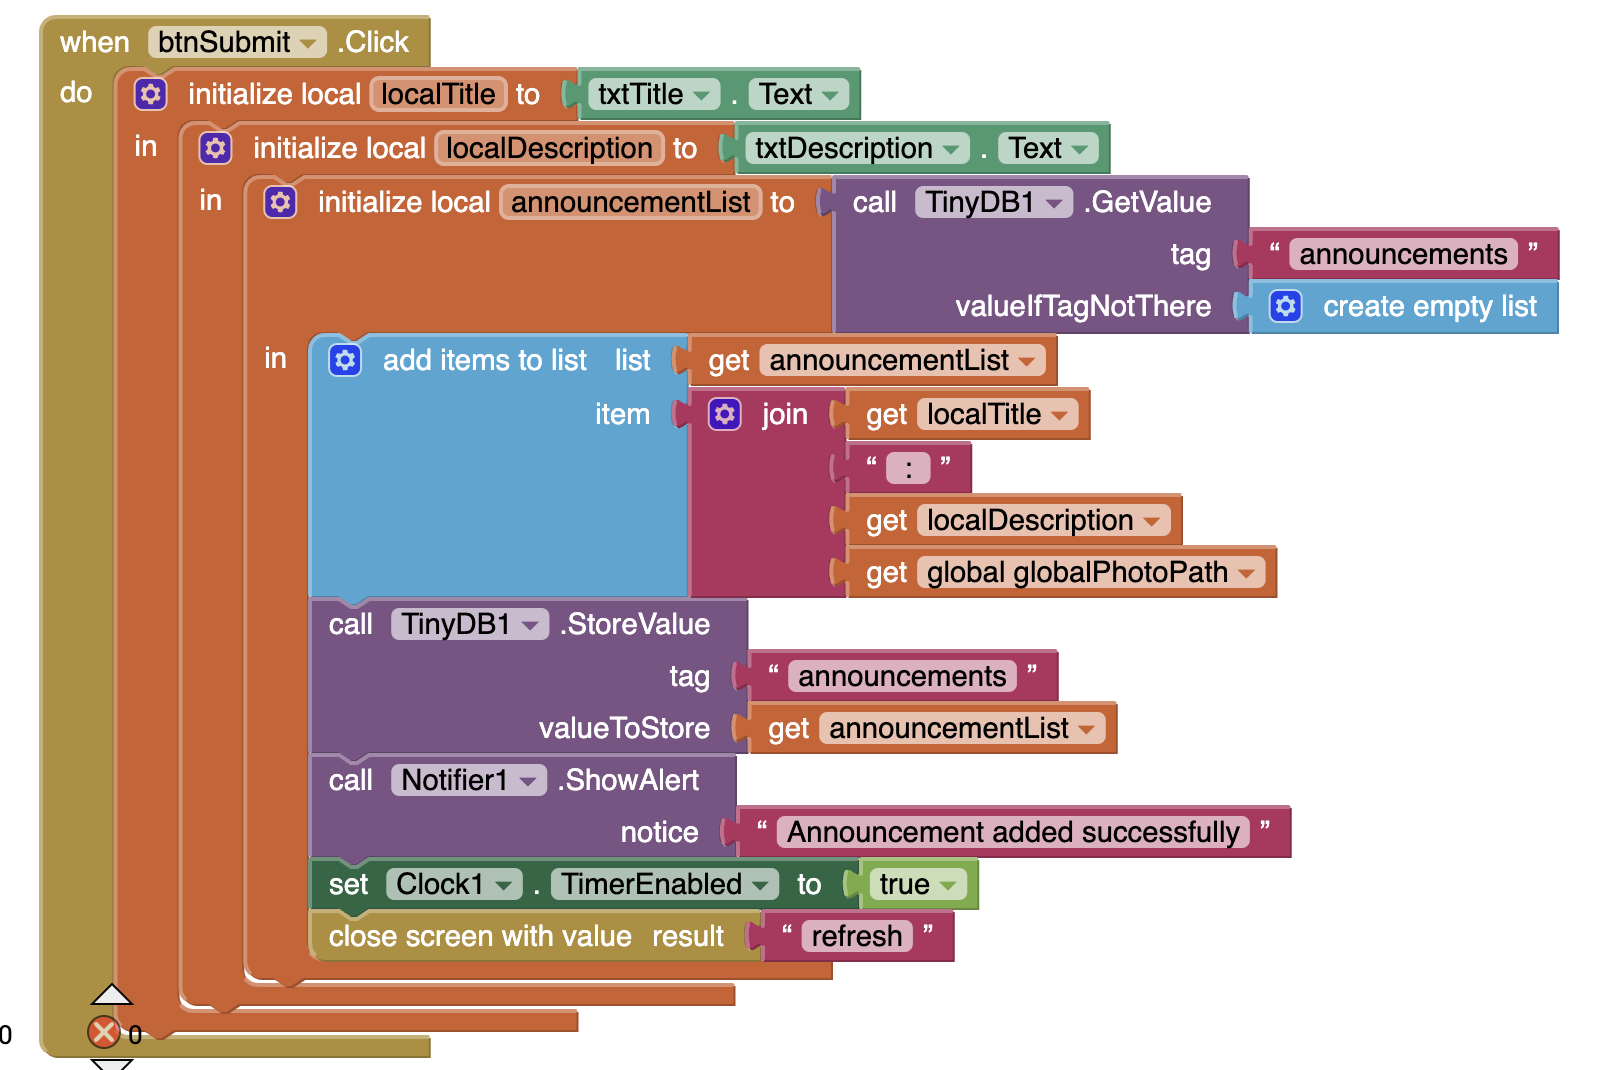 when btnSubmit .Click
do initialize local localTitle to txtTitle . Text
in initialize local localDescription to txtDescription . Text
in initialize local announcementList to call TinyDB1 .GetValue
tag “ announcements ”
valueIfTagNotThere create empty list
in add items to list list get announcementList
item join get localTitle
“ : ”
get localDescription
get global globalPhotoPath
call TinyDB1 .StoreValue
tag “ announcements ”
valueToStore get announcementList
call Notifier1 .ShowAlert
notice “ Announcement added successfully ”
set Clock1 . TimerEnabled to true
close screen with value result “ refresh ”
0 0